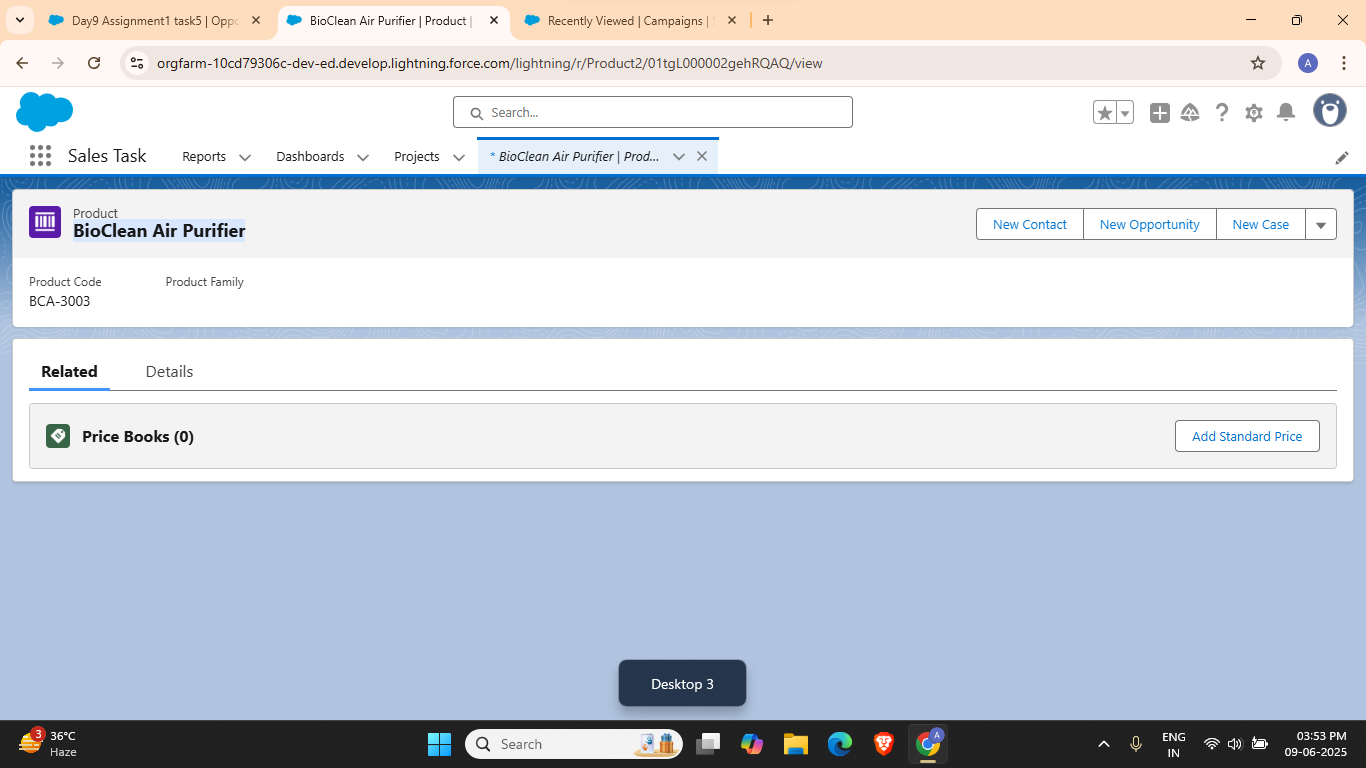 Day9 Assignment1 task5 | Oppo
BioClean Air Purifier | Product |
Recently Viewed | Campaigns |
orgfarm-10cd79306c-dev-ed.develop.lightning.force.com/lightning/r/Product2/01tgL000002gehRQAQ/view
A
Search...
Sales Task
Reports
Dashboards
Projects
* BioClean Air Purifier | Prod...
Product
BioClean Air Purifier
New Contact
New Opportunity
New Case
Product Code
Product Family
BCA-3003
Related
Details
Price Books (0)
Add Standard Price
Desktop 3
3
36°C
Haze
Search
A
ENG
IN
03:53 PM
09-06-2025